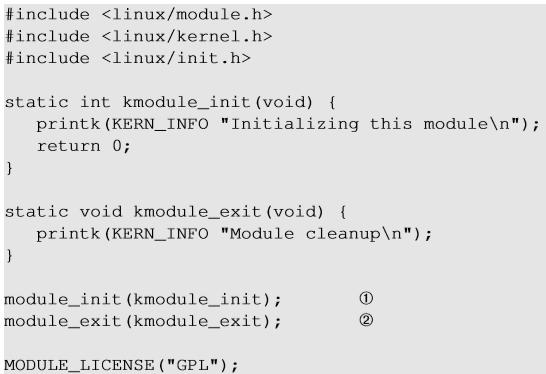 #include <linux/module.h>
#include <linux/kernel.h>
#include <linux/init.h>

static int kmodule_init(void) {
   printk(KERN_INFO "Initializing this module\n");
   return 0;
}

static void kmodule_exit(void) {
   printk(KERN_INFO "Module cleanup\n");
}

module_init(kmodule_init);        ①
module_exit(kmodule_exit);        ②

MODULE_LICENSE("GPL");